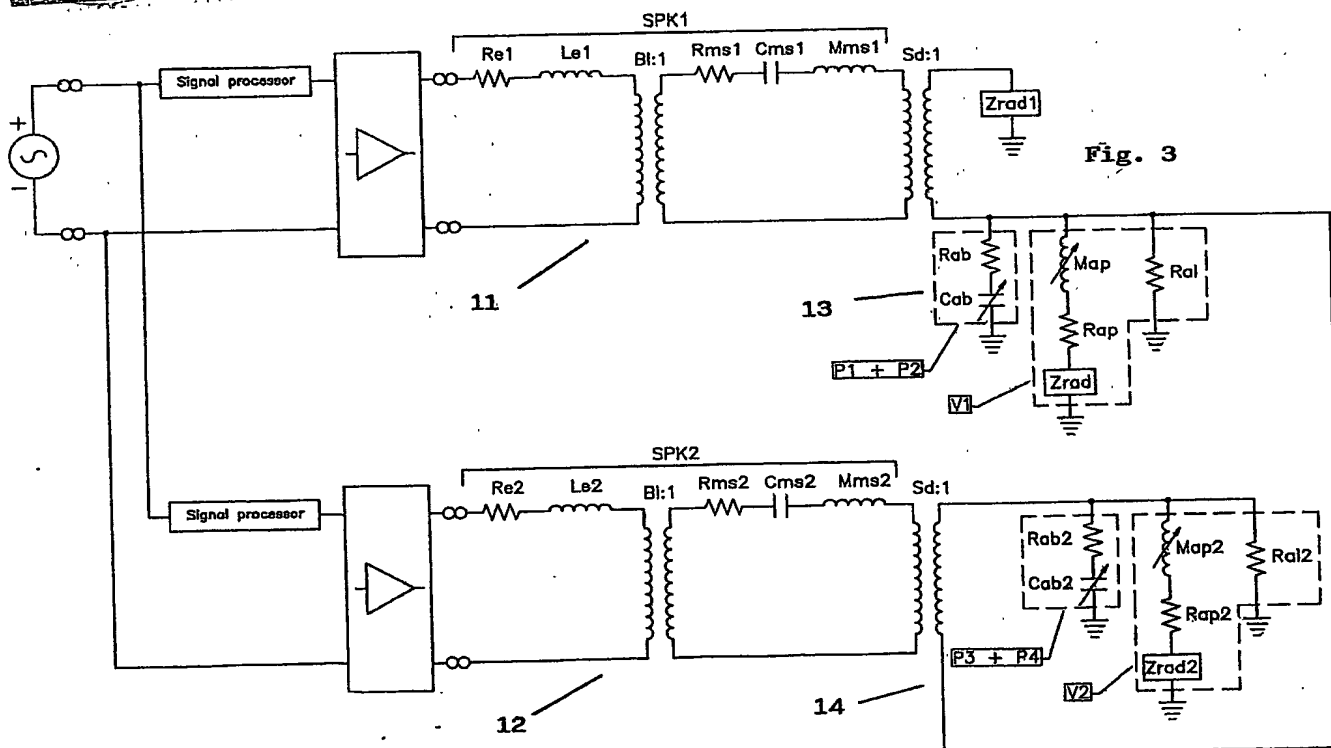 SPK1
Re1
Le1
Bl:1
Rms1
Cms1
Mms1
Sd:1
Signal processor
Zrad1
+
−
Fig. 3
11
13
Rab
Cab
Map
Rap
Zrad
Ral
P1 + P2
V1
SPK2
Re2
Le2
Bl:1
Rms2
Cms2
Mms2
Sd:1
Signal processor
Rab2
Cab2
Map2
Rap2
Zrad2
Ral2
P3 + P4
V2
12
14